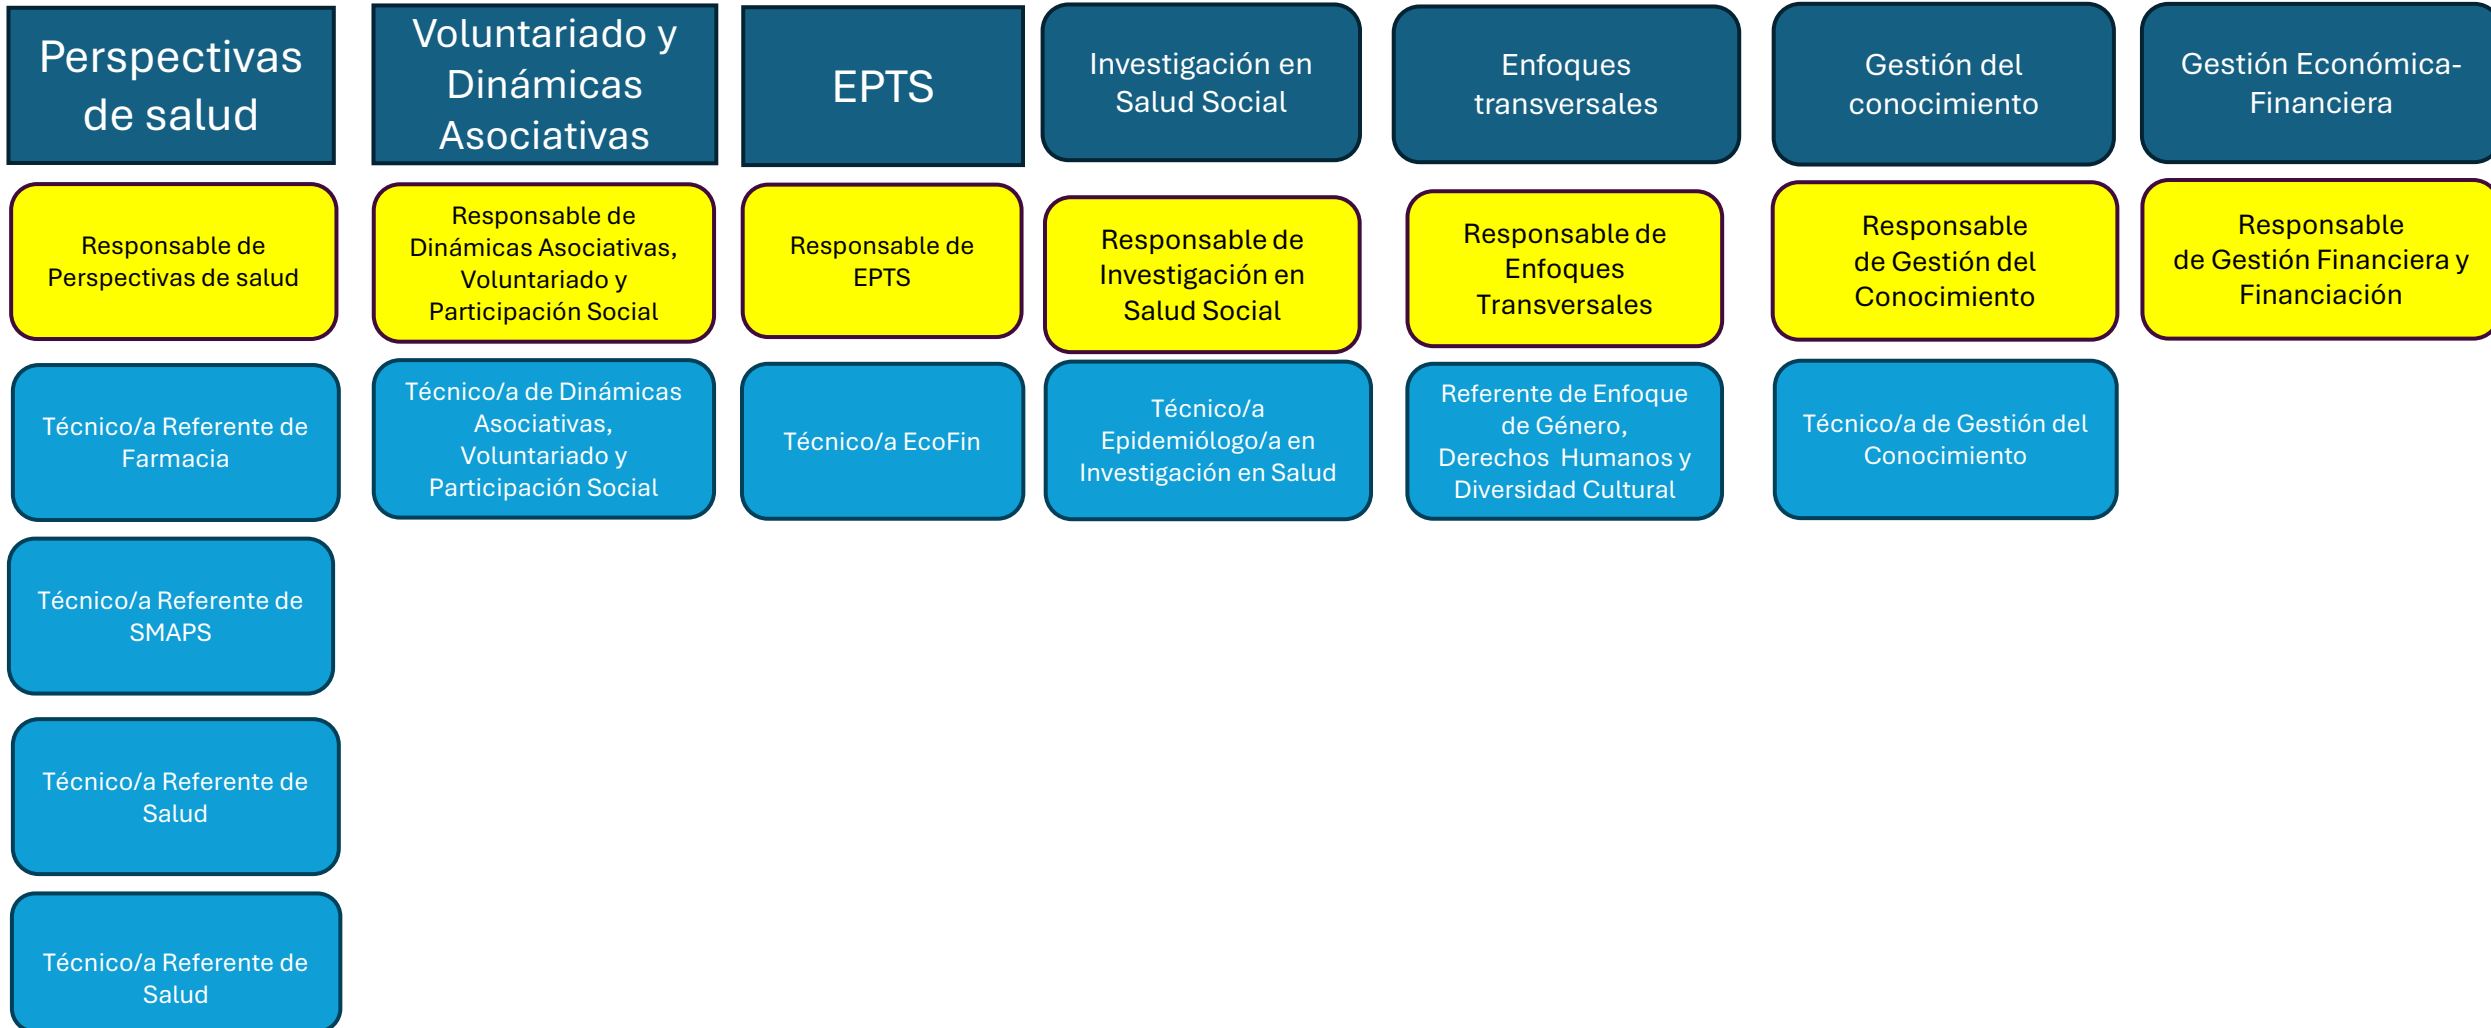 Perspectivas
de salud
Voluntariado y
Dinámicas
Asociativas
EPTS
Investigación en
Salud Social
Enfoques
transversales
Gestión del
conocimiento
Gestión Económica-
Financiera
Responsable de
Perspectivas de salud
Responsable de
Dinámicas Asociativas,
Voluntariado y
Participación Social
Responsable de
EPTS
Responsable de
Investigación en
Salud Social
Responsable de
Enfoques
Transversales
Responsable
de Gestión del
Conocimiento
Responsable
de Gestión Financiera y
Financiación
Técnico/a Referente de
Farmacia
Técnico/a de Dinámicas
Asociativas,
Voluntariado y
Participación Social
Técnico/a EcoFin
Técnico/a
Epidemiólogo/a en
Investigación en Salud
Referente de Enfoque
de Género,
Derechos  Humanos y
Diversidad Cultural
Técnico/a de Gestión del
Conocimiento
Técnico/a Referente de
SMAPS
Técnico/a Referente de
Salud
Técnico/a Referente de
Salud